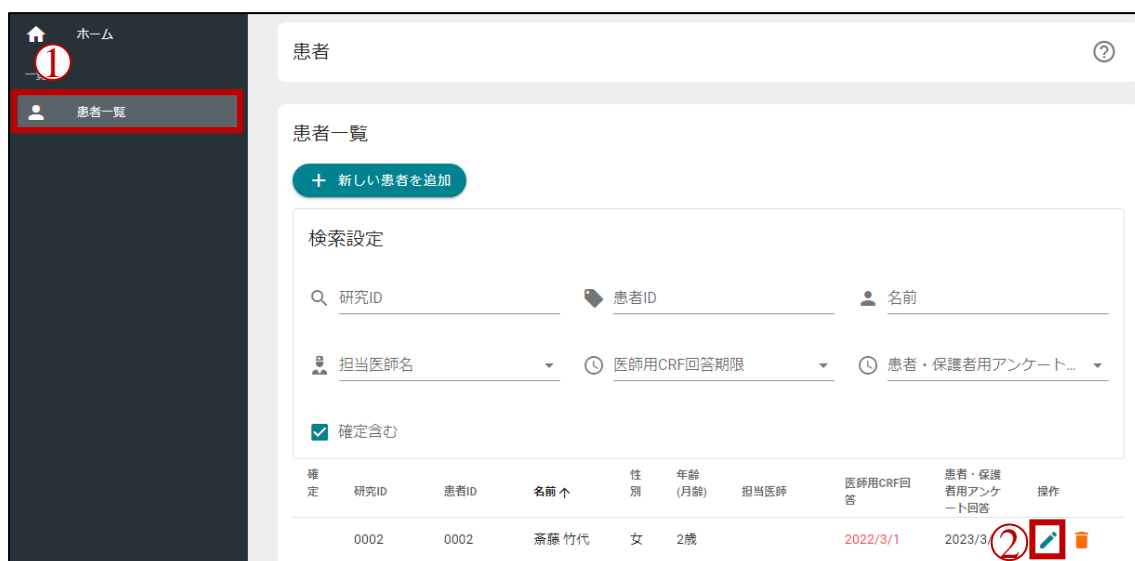 ホーム
①
患者一覧
患者
患者一覧
+ 新しい患者を追加
検索設定
研究ID
患者ID
名前
担当医師名
医師用CRF回答期限
患者・保護者用アンケート...
確定含む
確定
研究ID
患者ID
名前↑
性別
年齢
(月齢)
担当医師
医師用CRF回
答
患者・保護
者用アンケ
ート回答
操作
0002
0002
斎藤 竹代
女
2歳
2022/3/1
2023/3/
②